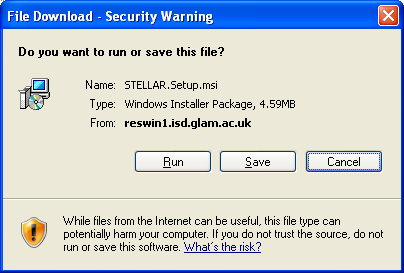 File Download - Security Warning
Do you want to run or save this file?
Name: STELLAR.Setup.msi
Type: Windows Installer Package, 4.59MB
From: reswin1.isd.glam.ac.uk
Run Save Cancel
While files from the Internet can be useful, this file type can
potentially harm your computer. If you do not trust the source, do not
run or save this software. What's the risk?